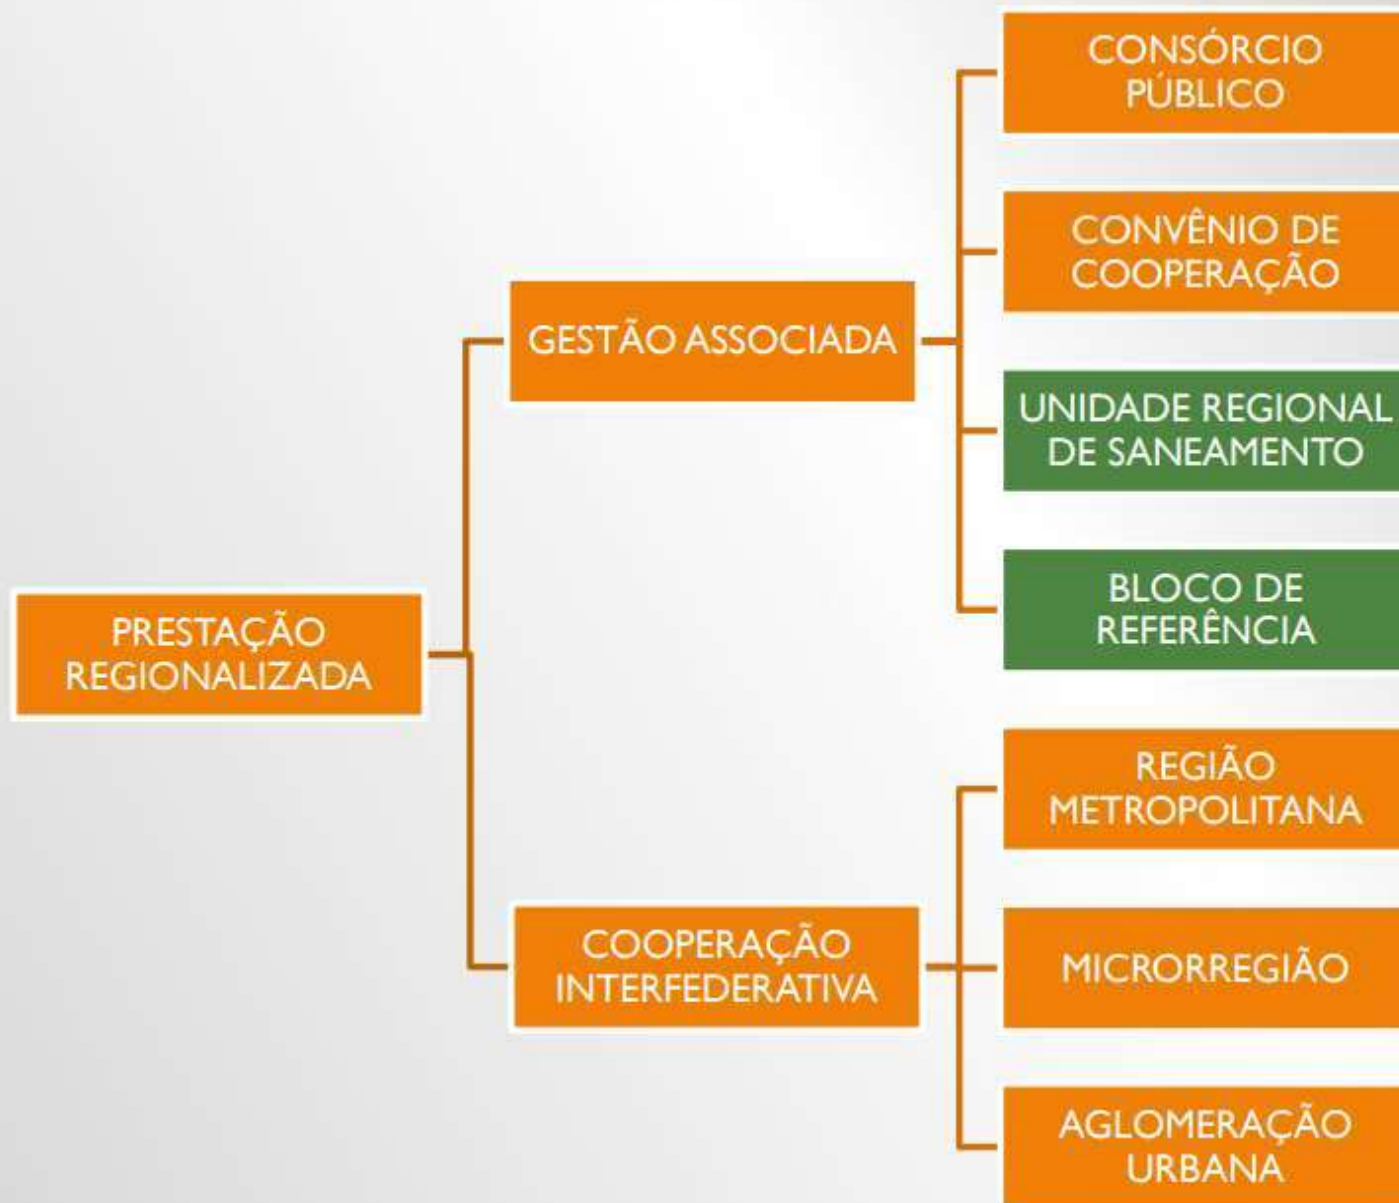 CONSÓRCIO
PÚBLICO
CONVÊNIO DE
COOPERAÇÃO
GESTÃO ASSOCIADA
UNIDADE REGIONAL
DE SANEAMENTO
BLOCO DE
REFERÊNCIA
PRESTAÇÃO
REGIONALIZADA
REGIÃO
METROPOLITANA
COOPERAÇÃO
INTERFEDERATIVA
MICRORREGIÃO
AGLOMERAÇÃO
URBANA